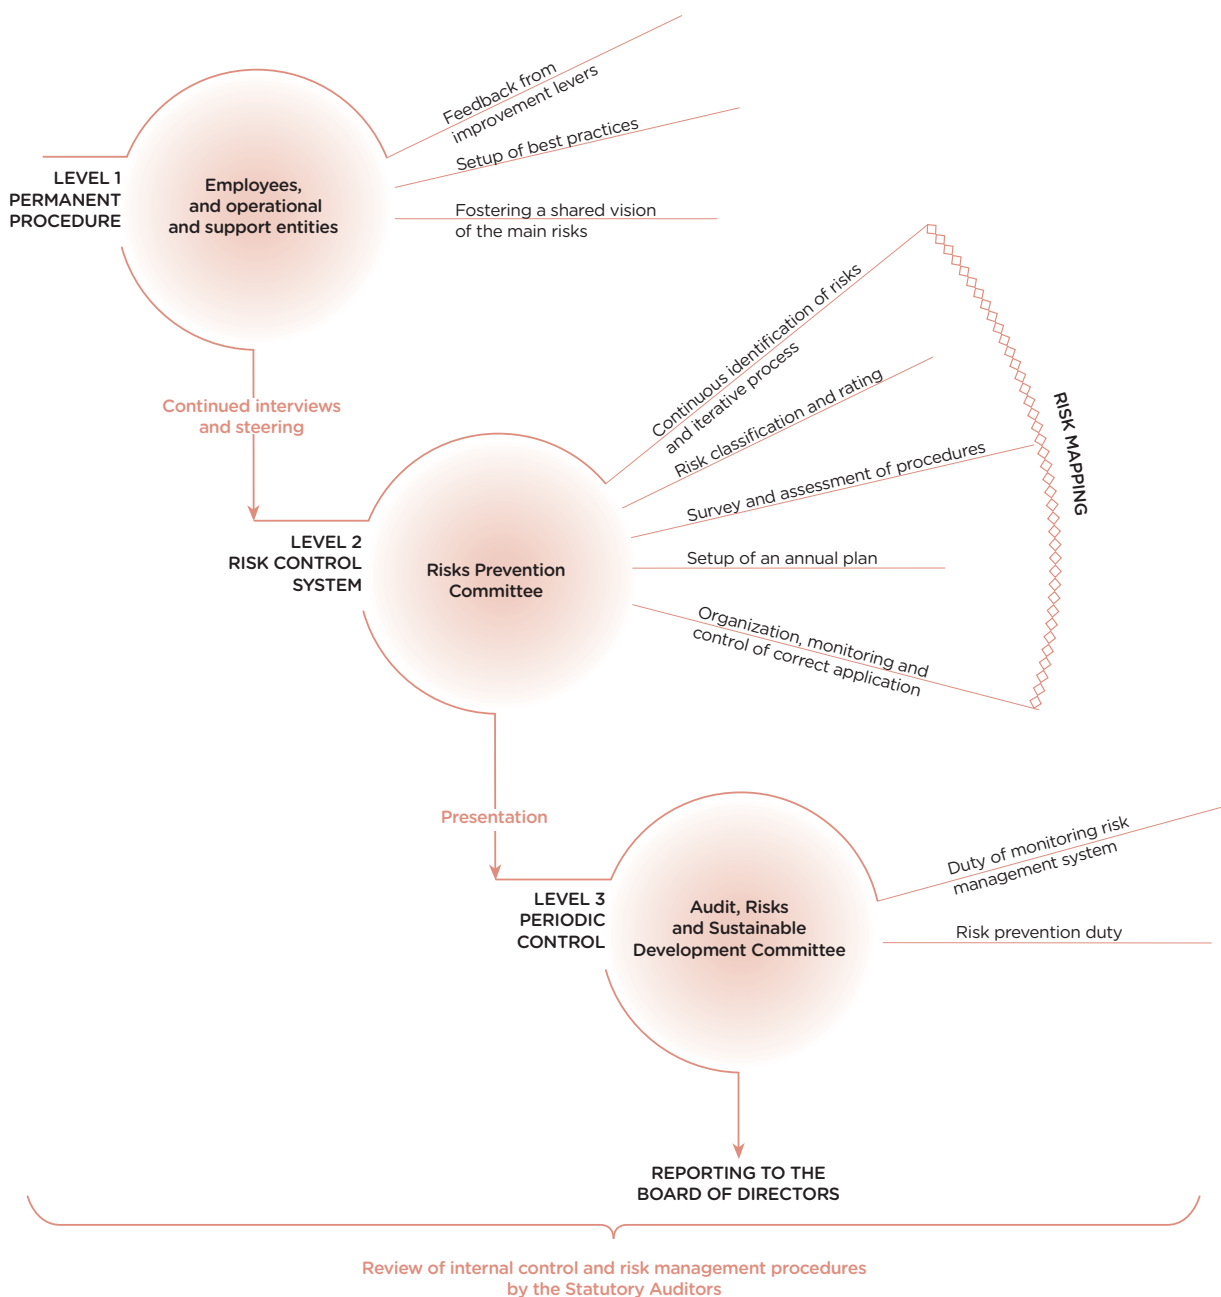 Feedback from
improvement levers
Setup of best practices
LEVEL 1
PERMANENT
PROCEDURE
Employees,
and operational
and support entities
Fostering a shared vision
of the main risks
Continued interviews
and steering
Continuous identification of risks
and iterative process
Risk classification and rating
Survey and assessment of procedures
Setup of an annual plan
Organization, monitoring and
control of correct application
RISK MAPPING
LEVEL 2
RISK CONTROL
SYSTEM
Risks Prevention
Committee
Presentation
LEVEL 3
PERIODIC
CONTROL
Audit, Risks
and Sustainable
Development Committee
Duty of monitoring risk
management system
Risk prevention duty
REPORTING TO THE
BOARD OF DIRECTORS
Review of internal control and risk management procedures
by the Statutory Auditors